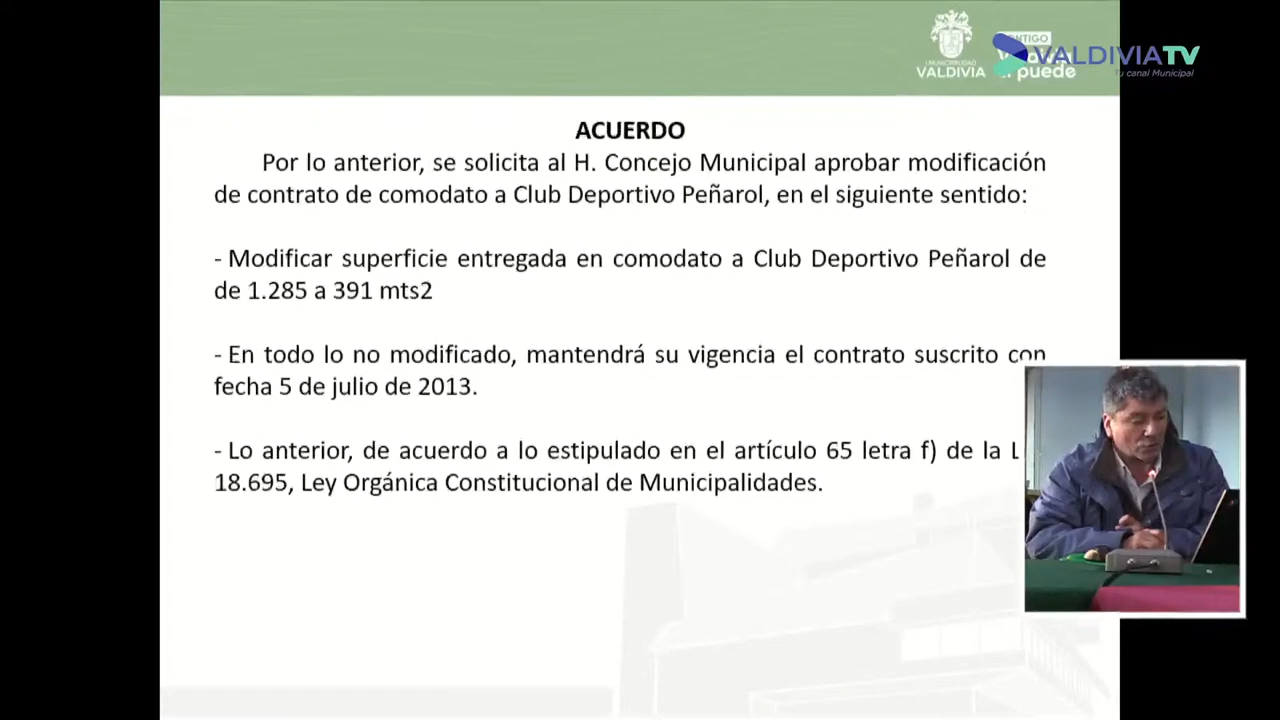 I. MUNICIPALIDAD
VALDIVIA
VALDIVIATV
Tu canal Municipal
puede
ACUERDO
Por lo anterior, se solicita al H. Concejo Municipal aprobar modificación
de contrato de comodato a Club Deportivo Peñarol, en el siguiente sentido:
- Modificar superficie entregada en comodato a Club Deportivo Peñarol de
de 1.285 a 391 mts2
- En todo lo no modificado, mantendrá su vigencia el contrato suscrito con
fecha 5 de julio de 2013.
- Lo anterior, de acuerdo a lo estipulado en el artículo 65 letra f) de la
18.695, Ley Orgánica Constitucional de Municipalidades.